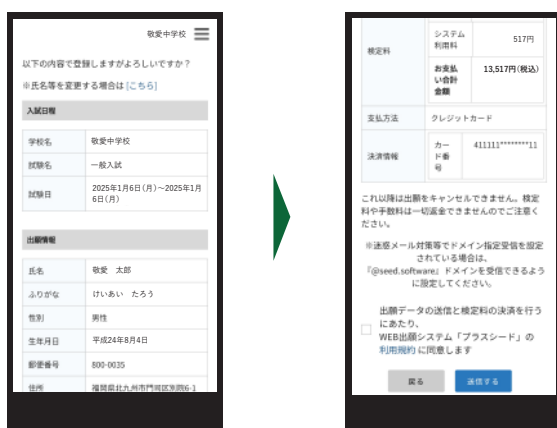 敬愛中学校
以下の内容で登録しますがよろしいですか？
※氏名等を変更する場合は [こちら]
入試日程
学校名 敬愛中学校
試験名 一般入試
試験日 2025年1月6日(月)～2025年1月
6日(月)
出願情報
氏名 敬愛 太郎
ふりがな けいあい たろう
性別 男性
生年月日 平成24年8月4日
郵便番号 800-0035
住所 福岡県北九州市門司区別院6-1
検定料
システム
利用料
517円
お支払
い合計
金額
13,517円(税込)
支払方法 クレジットカード
決済情報
カー
ド番
号
411111********11
これ以降は出願をキャンセルできません。検定
料や手数料は一切返金できませんのでご注意く
ださい。
※迷惑メール対策等でドメイン指定受信を設定
されている場合は、
『@seed.software』ドメインを受信できるよう
に設定してください。
出願データの送信と検定料の決済を行う
にあたり、
WEB出願システム「プラスシード」の
利用規約 に同意します
戻る
送信する